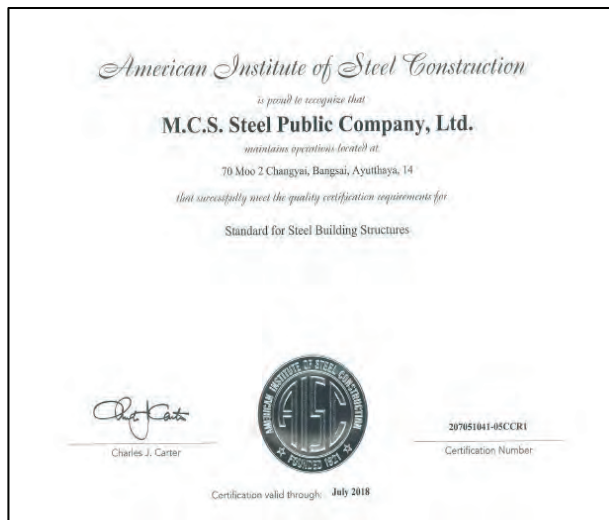 American Institute of Steel Construction
is proud to recognize that
M.C.S. Steel Public Company, Ltd.
maintains operations located at
70 Moo 2 Changyai, Bangsai, Ayutthaya, 14
that successfully meet the quality certification requirements for
Standard for Steel Building Structures
AMERICAN INSTITUTE OF STEEL CONSTRUCTION
AISC
FOUNDED 1921
Charles J. Carter
207051041-05CCR1
Certification Number
Certification valid through: July 2018